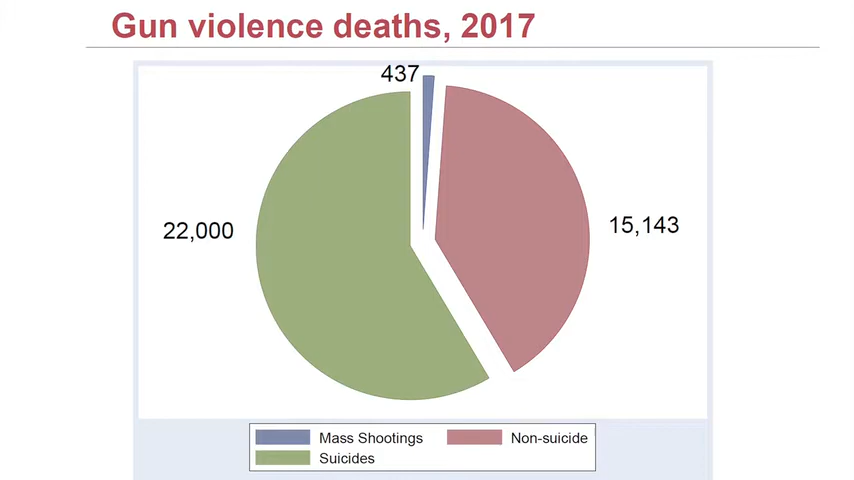 Gun violence deaths, 2017
437
22,000
15,143
Mass Shootings
Non-suicide
Suicides